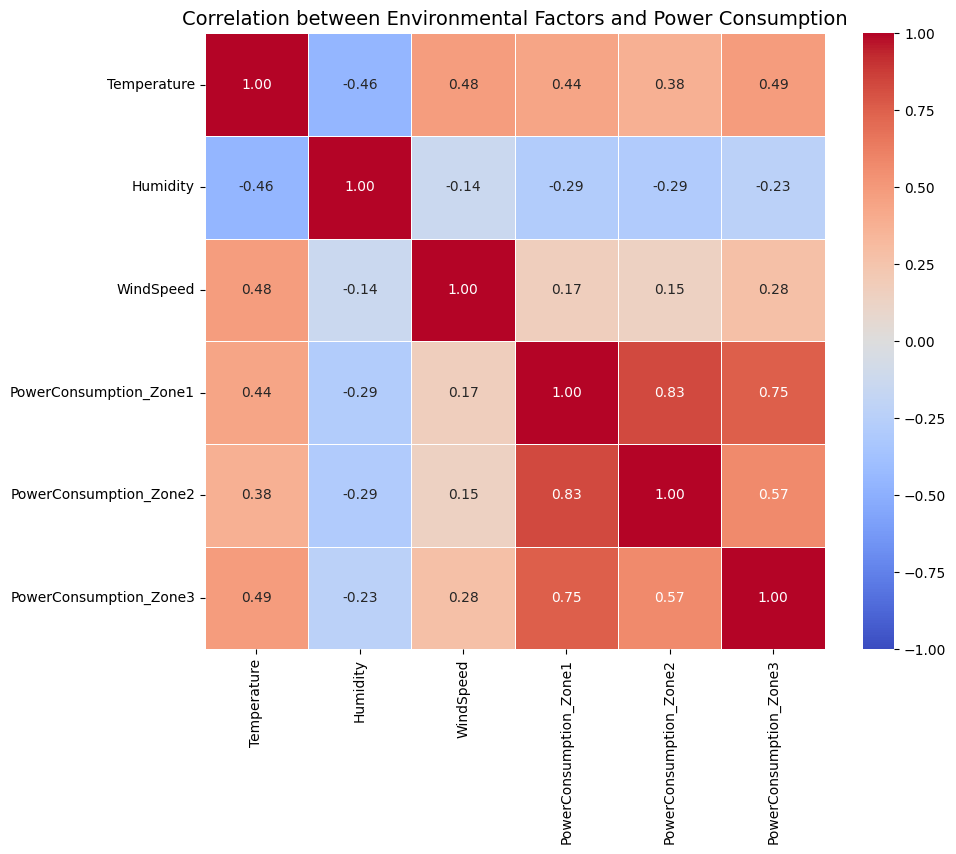 Correlation between Environmental Factors and Power Consumption
Temperature 1.00 -0.46 0.48 0.44 0.38 0.49
Humidity -0.46 1.00 -0.14 -0.29 -0.29 -0.23
WindSpeed 0.48 -0.14 1.00 0.17 0.15 0.28
PowerConsumption_Zone1 0.44 -0.29 0.17 1.00 0.83 0.75
PowerConsumption_Zone2 0.38 -0.29 0.15 0.83 1.00 0.57
PowerConsumption_Zone3 0.49 -0.23 0.28 0.75 0.57 1.00
Temperature
Humidity
WindSpeed
PowerConsumption_Zone1
PowerConsumption_Zone2
PowerConsumption_Zone3
1.00
0.75
0.50
0.25
0.00
−0.25
−0.50
−0.75
−1.00